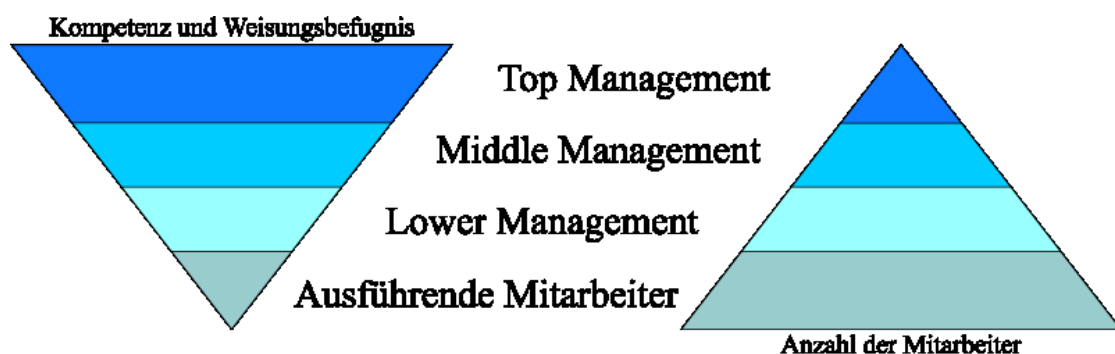 Kompetenz und Weisungsbefugnis
Top Management
Middle Management
Lower Management
Ausführende Mitarbeiter
Anzahl der Mitarbeiter